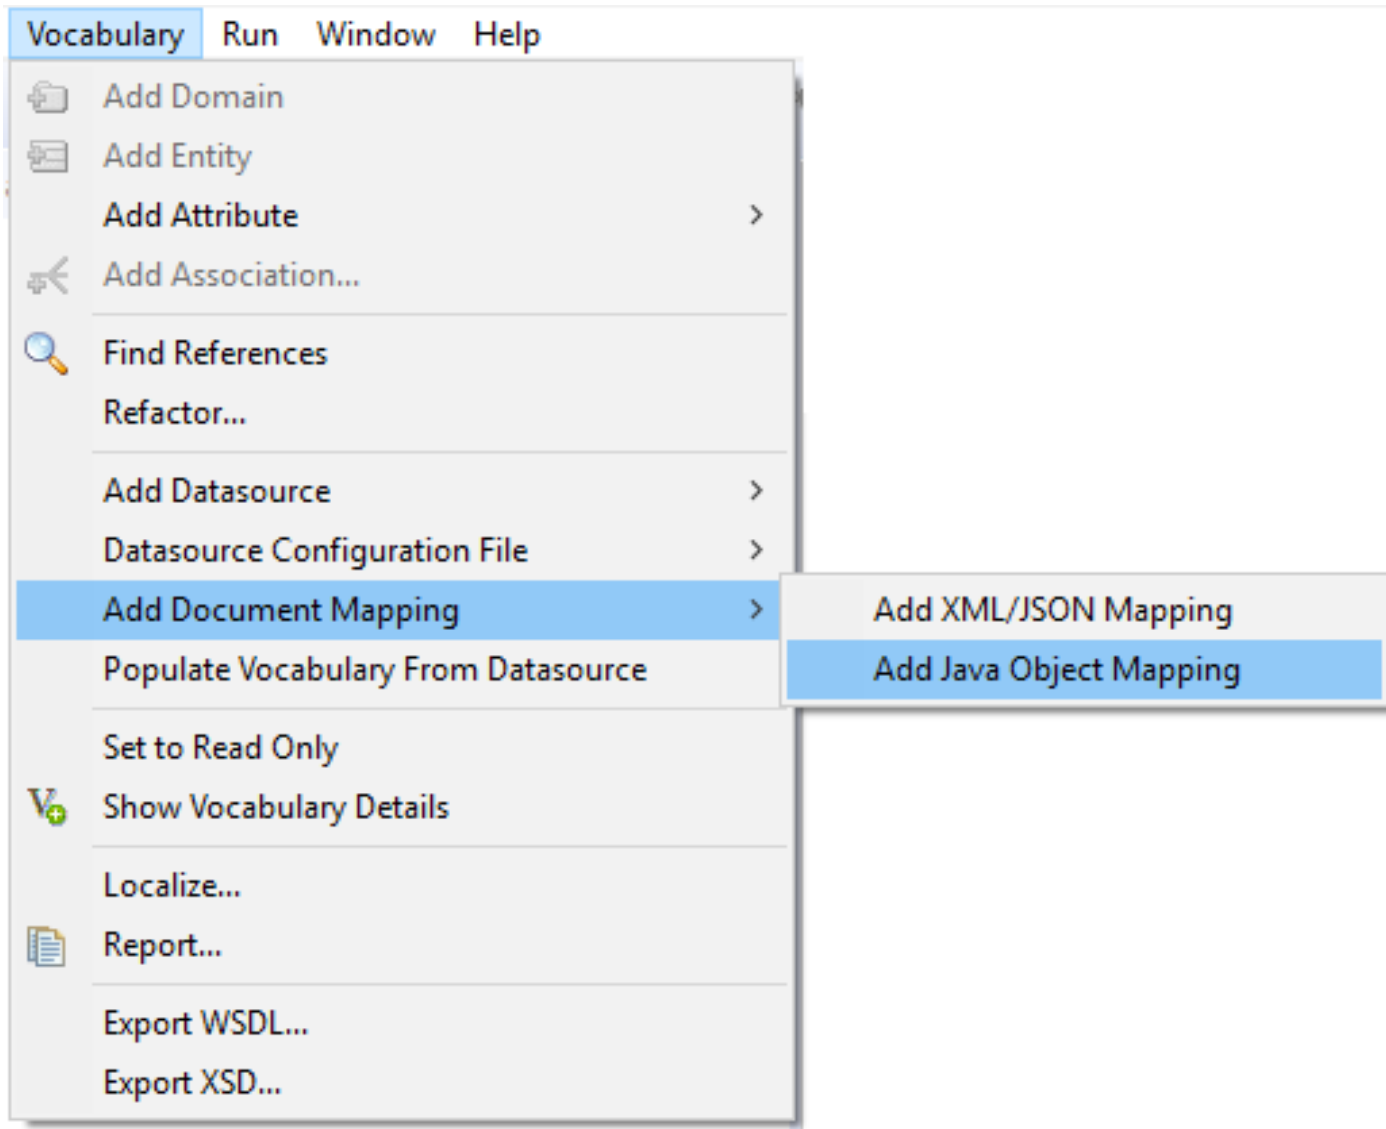 Vocabulary Run Window Help
Add Domain
Add Entity
Add Attribute
Add Association...
Find References
Refactor...
Add Datasource
Datasource Configuration File
Add Document Mapping
Add XML/JSON Mapping
Populate Vocabulary From Datasource
Add Java Object Mapping
Set to Read Only
Show Vocabulary Details
Localize...
Report...
Export WSDL...
Export XSD...